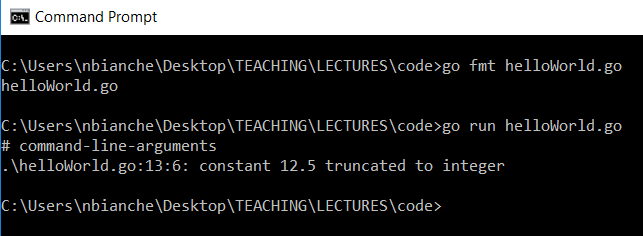 Command Prompt
C:\Users\nbianche\Desktop\TEACHING\LECTURES\code>go fmt helloWorld.go
helloWorld.go
C:\Users\nbianche\Desktop\TEACHING\LECTURES\code>go run helloWorld.go
# command-line-arguments
.\helloWorld.go:13:6: constant 12.5 truncated to integer
C:\Users\nbianche\Desktop\TEACHING\LECTURES\code>